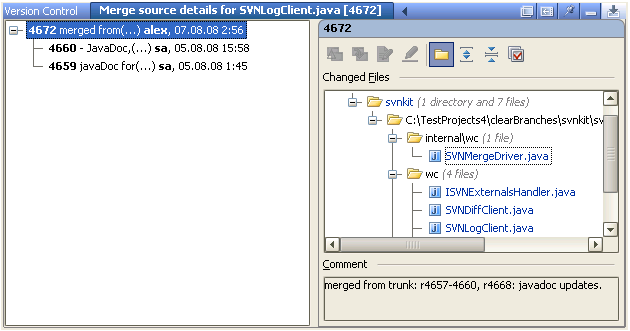 Version Control
Merge source details for SVNLogClient.java [4672]
4672 merged from(...) alex, 07.08.08 2:56
4660 - JavaDoc,(...) sa, 05.08.08 15:58
4659 javaDoc for(...) sa, 05.08.08 1:45
4672
Changed Files
svnkit (1 directory and 7 files)
C:\TestProjects4\clearBranches\svnkit\sv
internal\wc (1 file)
SVNMergeDriver.java
wc (4 files)
ISVNExternalsHandler.java
SVNDiffClient.java
SVNLogClient.java
Comment
merged from trunk: r4657-4660, r4668: javadoc updates.